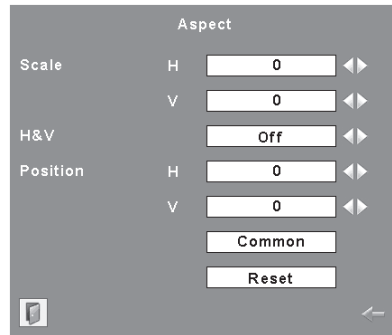 Aspect
Scale H 0
V 0
H&V Off
Position H 0
V 0
Common
Reset